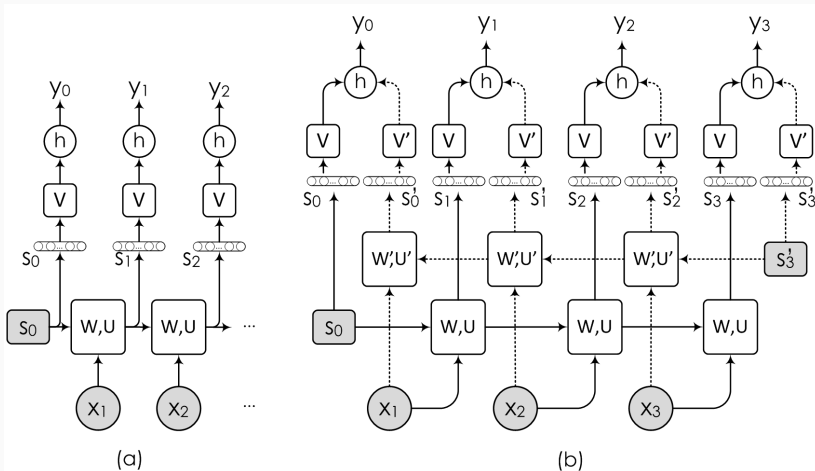 y0 y1 y2 y3
h h h h
y0 y1 y2
h h h
V V' V V' V V' V V'
V V V
... ... ... ... ... ... ... ...
S0 S'0 S1 S'1 S2 S'2 S3 S'3
... ... ...
S0 S1 S2
W',U' W',U' W',U' S'3
S0 W,U W,U ...
S0 W,U W,U W,U
X1 X2 ...
X1 X2 X3
(a) (b)